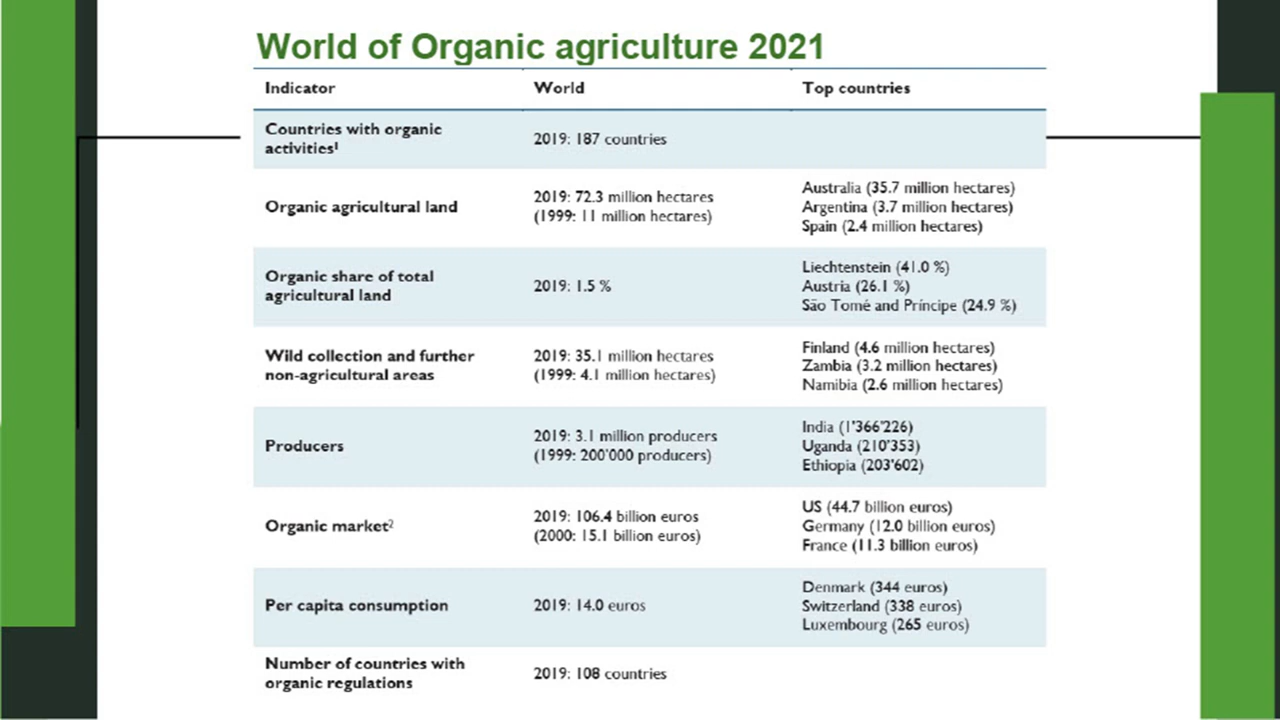 World of Organic agriculture 2021
Indicator World Top countries
Countries with organic
activities¹
2019: 187 countries
Organic agricultural land
2019: 72.3 million hectares
(1999: 11 million hectares)
Australia (35.7 million hectares)
Argentina (3.7 million hectares)
Spain (2.4 million hectares)
Organic share of total
agricultural land
2019: 1.5 %
Liechtenstein (41.0 %)
Austria (26.1 %)
São Tomé and Príncipe (24.9 %)
Wild collection and further
non-agricultural areas
2019: 35.1 million hectares
(1999: 4.1 million hectares)
Finland (4.6 million hectares)
Zambia (3.2 million hectares)
Namibia (2.6 million hectares)
Producers
2019: 3.1 million producers
(1999: 200'000 producers)
India (1'366'226)
Uganda (210'353)
Ethiopia (203'602)
Organic market²
2019: 106.4 billion euros
(2000: 15.1 billion euros)
US (44.7 billion euros)
Germany (12.0 billion euros)
France (11.3 billion euros)
Per capita consumption
2019: 14.0 euros
Denmark (344 euros)
Switzerland (338 euros)
Luxembourg (265 euros)
Number of countries with
organic regulations
2019: 108 countries